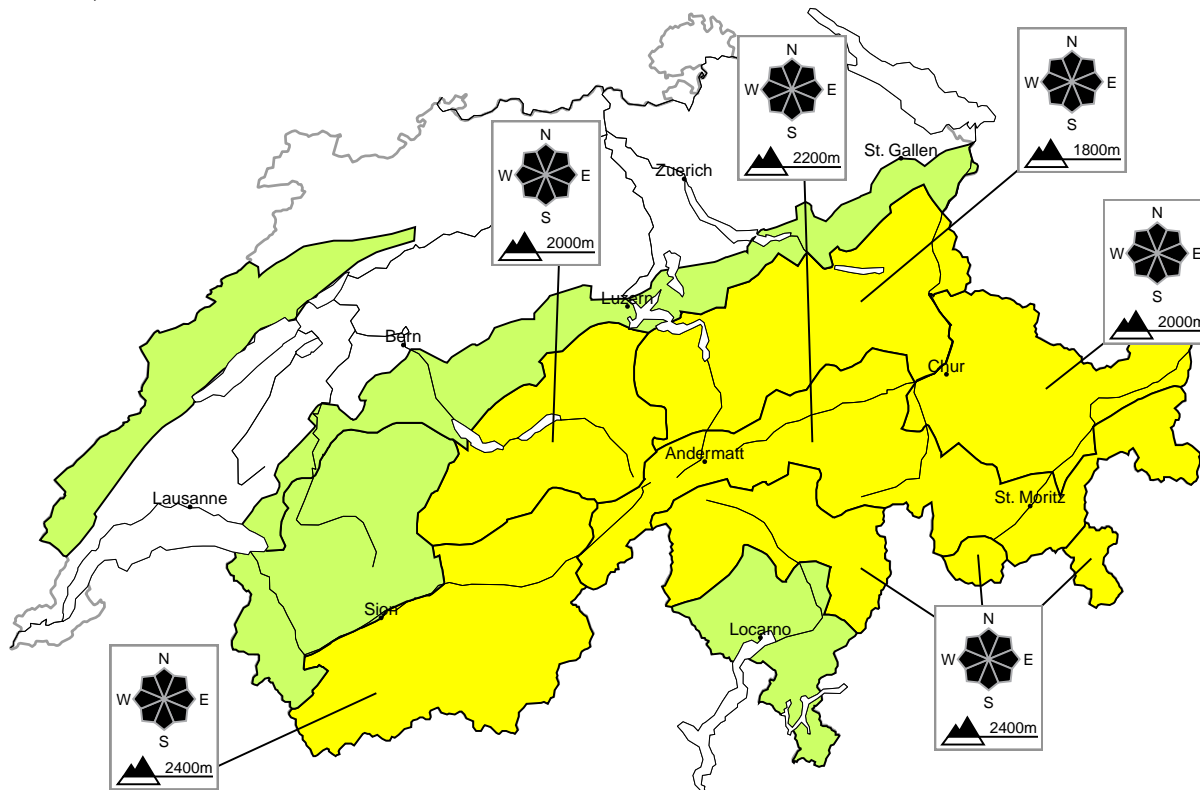 N
W E
S
1800m
N
W E
S
2200m
N
W E
S
2000m
St. Gallen
Zuerich
N
W E
S
2000m
Luzern
Bern
Chur
Andermatt
Lausanne
St. Moritz
Sion
Locarno
N
W E
S
2400m
N
W E
S
2400m